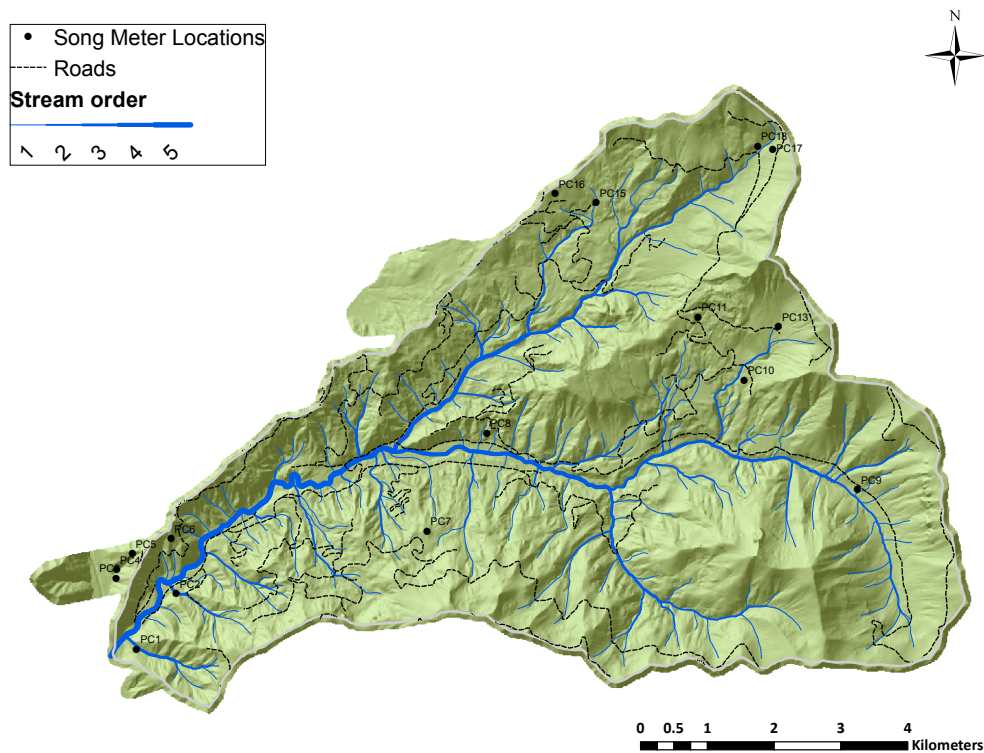 N
Song Meter Locations
Roads
Stream order
1 2 3 4 5
PC18
PC17
PC16
PC15
PC11
PC13
PC10
PC8
PC9
PC7
PC6
PC5
PC4
PC2
PC1
0 0.5 1 2 3 4
Kilometers